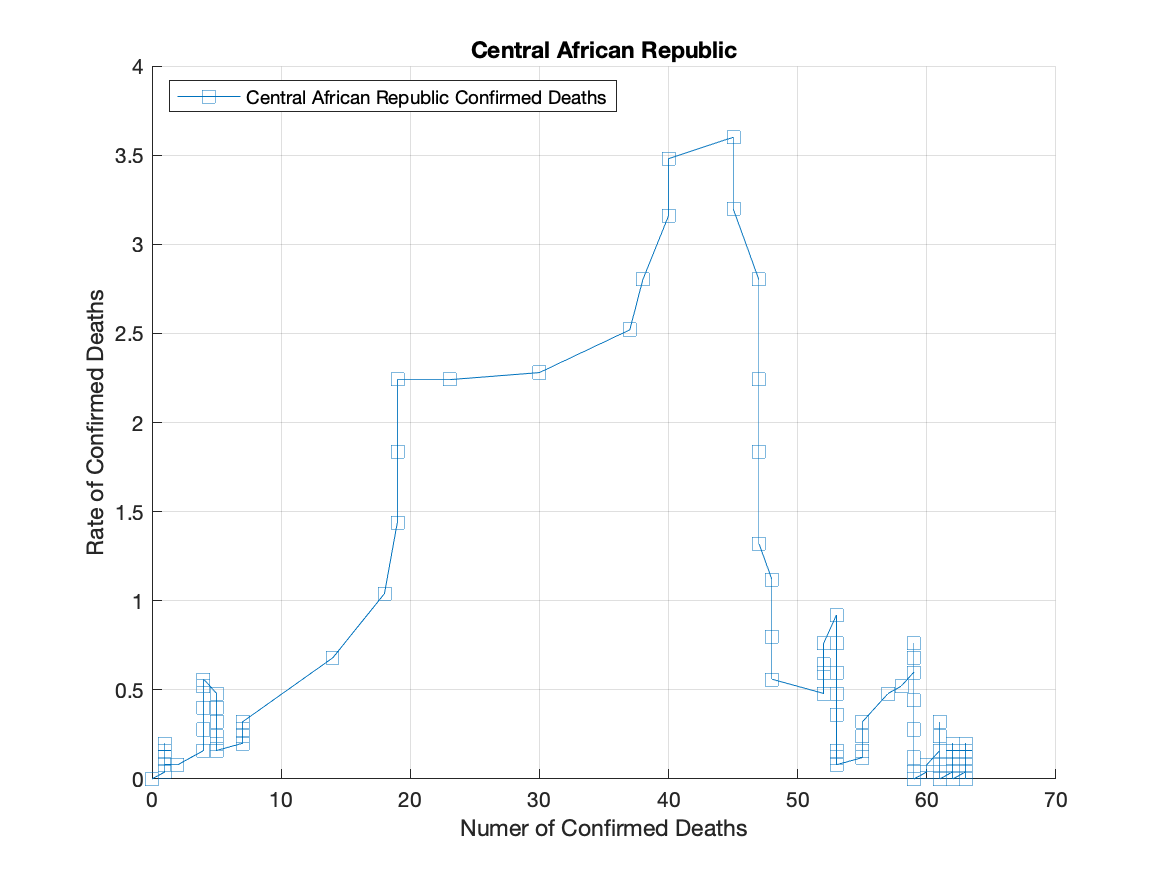 Central African Republic
Central African Republic Confirmed Deaths
4
3.5
3
2.5
2
1.5
1
0.5
0
Rate of Confirmed Deaths
0 10 20 30 40 50 60 70
Numer of Confirmed Deaths